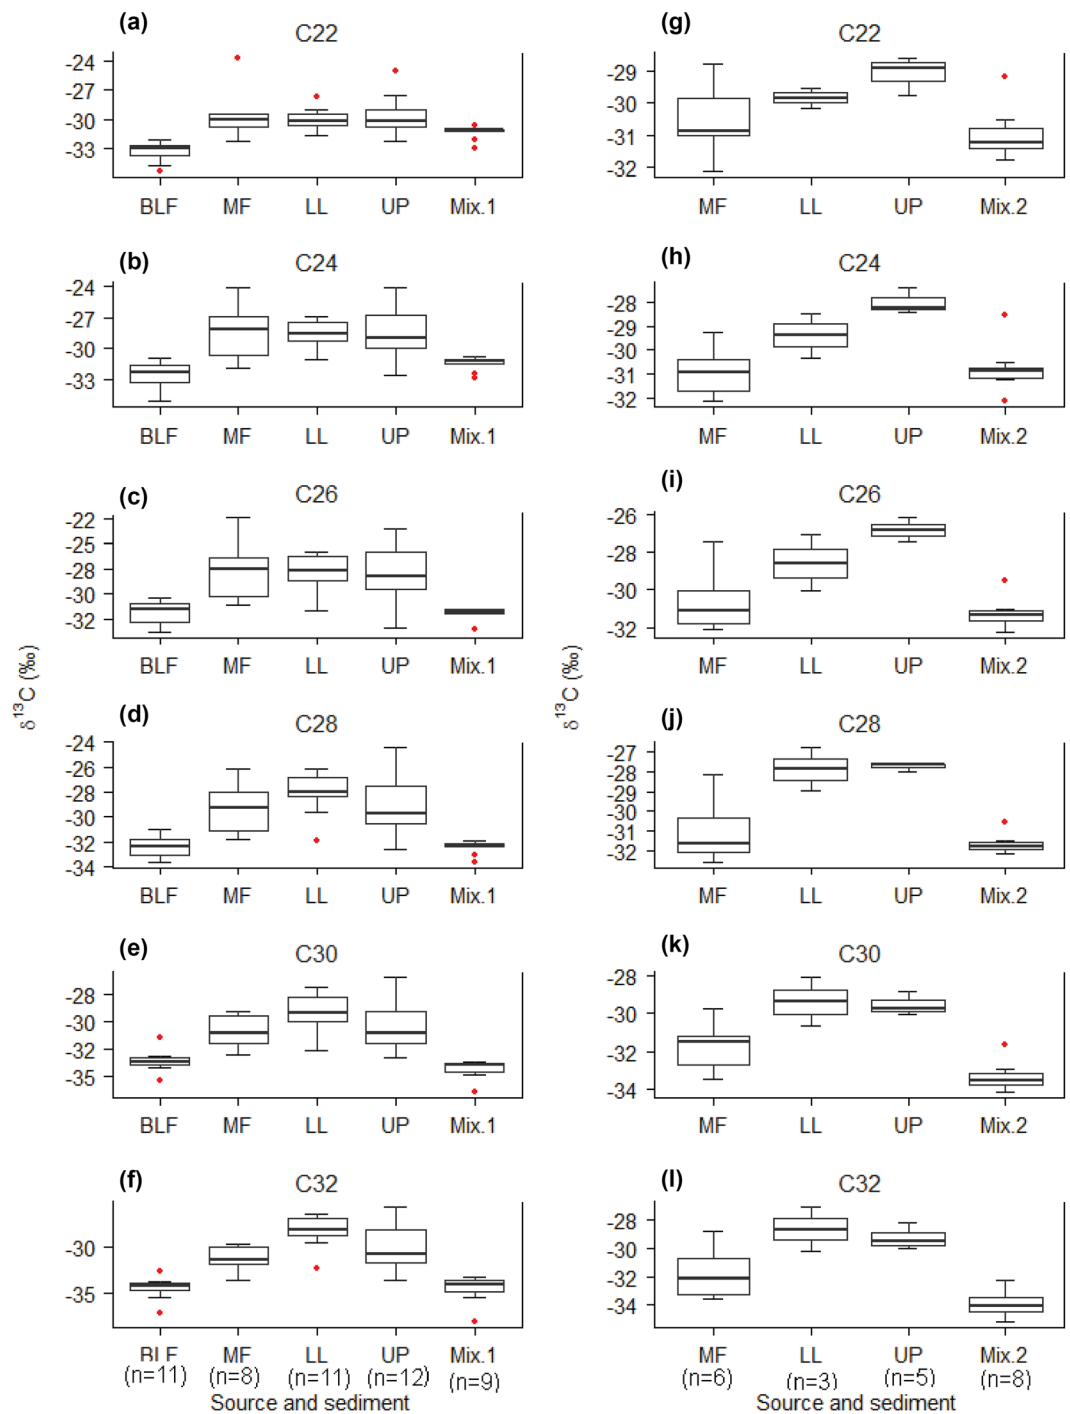 (a)
C22
-24
-27
-30
-33
BLF MF LL UP Mix.1
(b)
C24
-24
-27
-30
-33
BLF MF LL UP Mix.1
(c)
C26
-22
-25
-28
-30
-32
BLF MF LL UP Mix.1
(d)
C28
-24
-26
-28
-30
-32
-34
BLF MF LL UP Mix.1
(e)
C30
-28
-30
-32
-35
BLF MF LL UP Mix.1
(f)
C32
-30
-35
BLF MF LL UP Mix.1
(n=11) (n=8) (n=11) (n=12) (n=9)
Source and sediment
δ¹³C (‰)
(g)
C22
-29
-30
-31
-32
MF LL UP Mix.2
(h)
C24
-28
-29
-30
-31
-32
MF LL UP Mix.2
(i)
C26
-26
-28
-30
-32
MF LL UP Mix.2
(j)
C28
-27
-28
-29
-30
-31
-32
MF LL UP Mix.2
(k)
C30
-28
-30
-32
-34
MF LL UP Mix.2
(l)
C32
-28
-30
-32
-34
MF LL UP Mix.2
(n=6) (n=3) (n=5) (n=8)
Source and sediment
δ¹³C (‰)